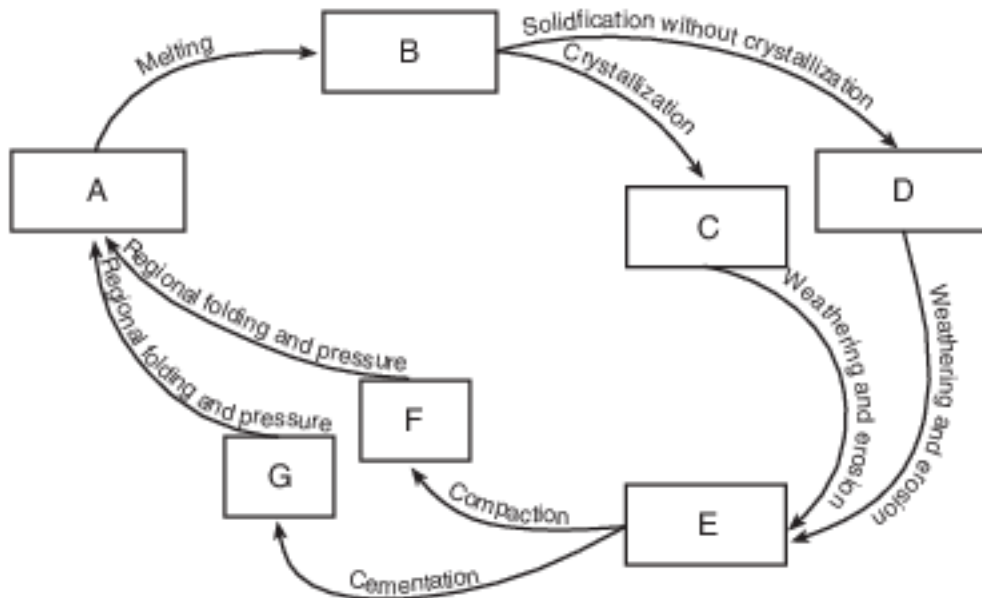 B
Solidfication without crystallization
Melting
Crystallization
A
D
C
Regional folding and pressure
Regional folding and pressure
Weathering and erosion
Weathering and erosion
F
G
Compaction
E
Cementation